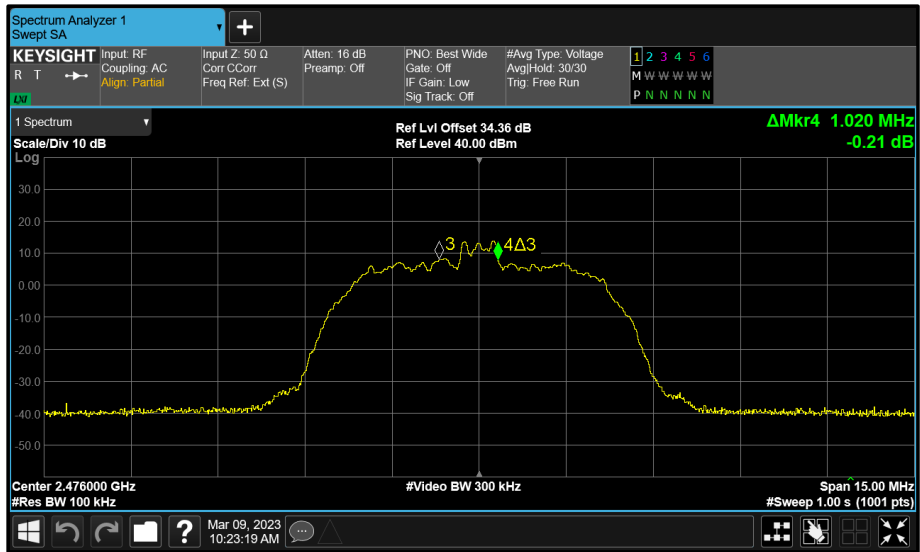 Spectrum Analyzer 1
Swept SA
+
KEYSIGHT
R T
LXI
Input: RF
Coupling: AC
Align: Partial
Input Z: 50 Ω
Corr CCorr
Freq Ref: Ext (S)
Atten: 16 dB
Preamp: Off
PNO: Best Wide
Gate: Off
IF Gain: Low
Sig Track: Off
#Avg Type: Voltage
Avg|Hold: 30/30
Trig: Free Run
1 2 3 4 5 6
M W W W W W
P N N N N N
1 Spectrum
Scale/Div 10 dB
Ref Lvl Offset 34.36 dB
Ref Level 40.00 dBm
ΔMkr4 1.020 MHz
-0.21 dB
Log
30.0
20.0
10.0
0.00
-10.0
-20.0
-30.0
-40.0
-50.0
3
4Δ3
Center 2.476000 GHz
#Res BW 100 kHz
#Video BW 300 kHz
Span 15.00 MHz
#Sweep 1.00 s (1001 pts)
?
Mar 09, 2023
10:23:19 AM